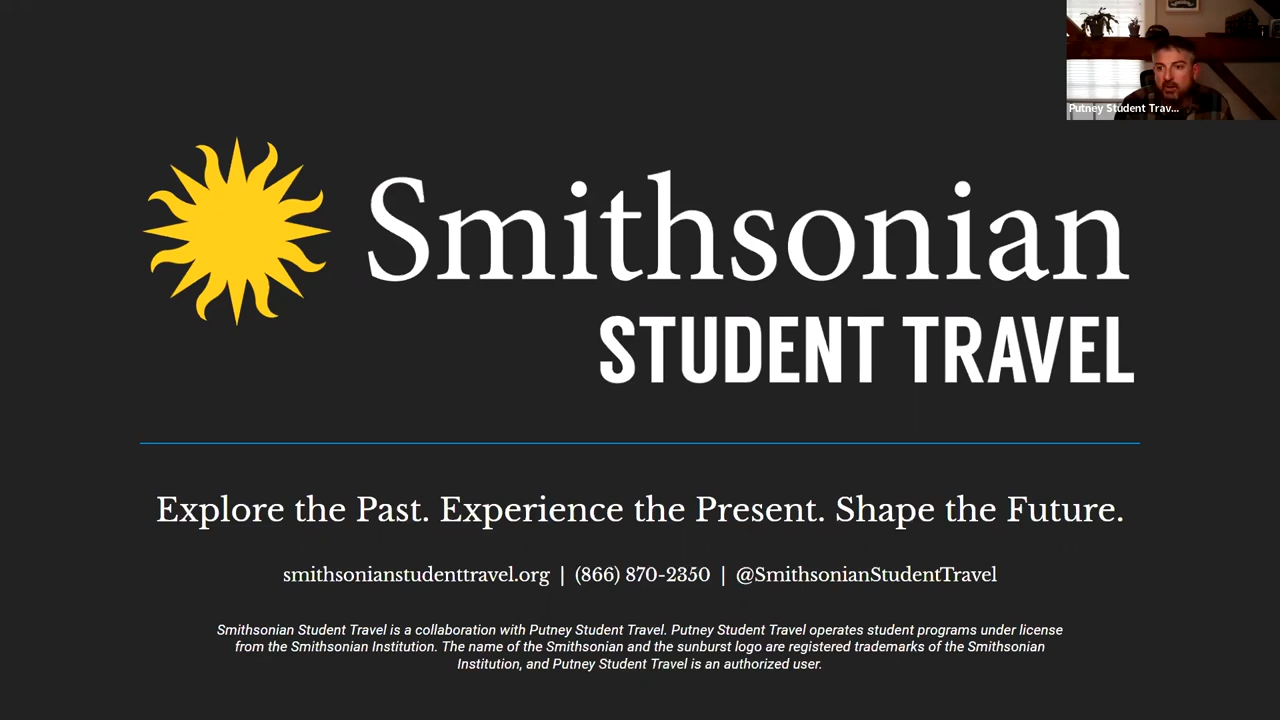 Putney Student Trav...
Smithsonian
STUDENT TRAVEL
Explore the Past. Experience the Present. Shape the Future.
smithsonianstudenttravel.org | (866) 870-2350 | @SmithsonianStudentTravel
Smithsonian Student Travel is a collaboration with Putney Student Travel. Putney Student Travel operates student programs under license
from the Smithsonian Institution. The name of the Smithsonian and the sunburst logo are registered trademarks of the Smithsonian
Institution, and Putney Student Travel is an authorized user.